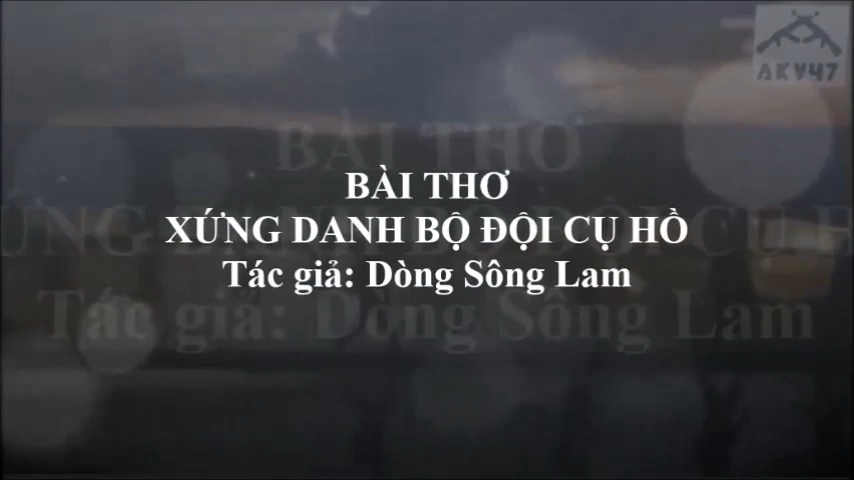 AKV47
BÀI THƠ
XỨNG DANH BỘ ĐỘI CỤ HỒ
Tác giả: Dòng Sông Lam